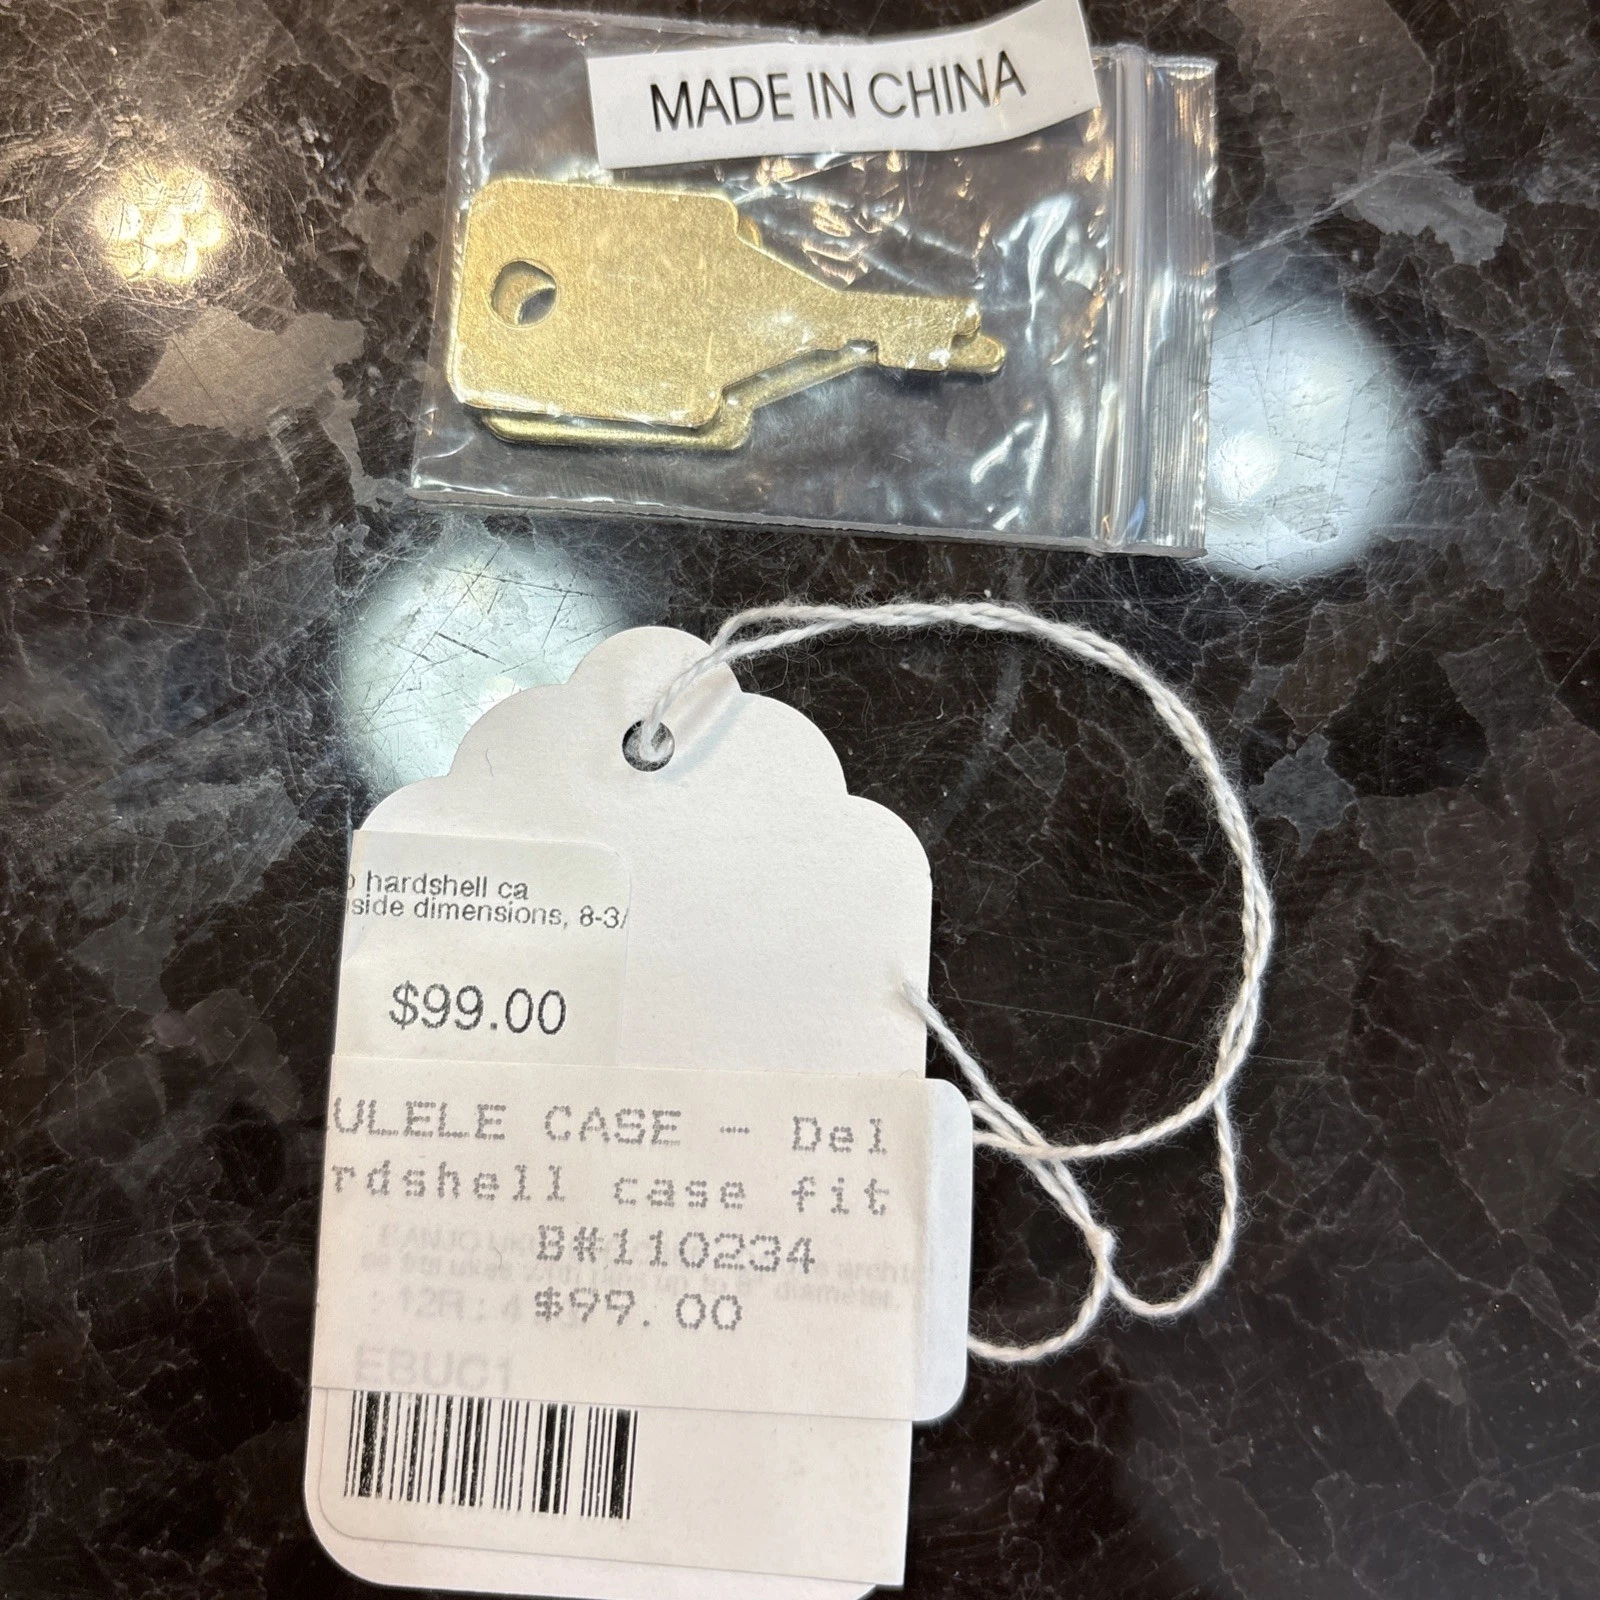 MADE IN CHINA
hardshell ca
side dimensions, 8-3/
$99.00
ULELE CASE - Del
rdshell case fit
B#110234
$99.00
EBUC1